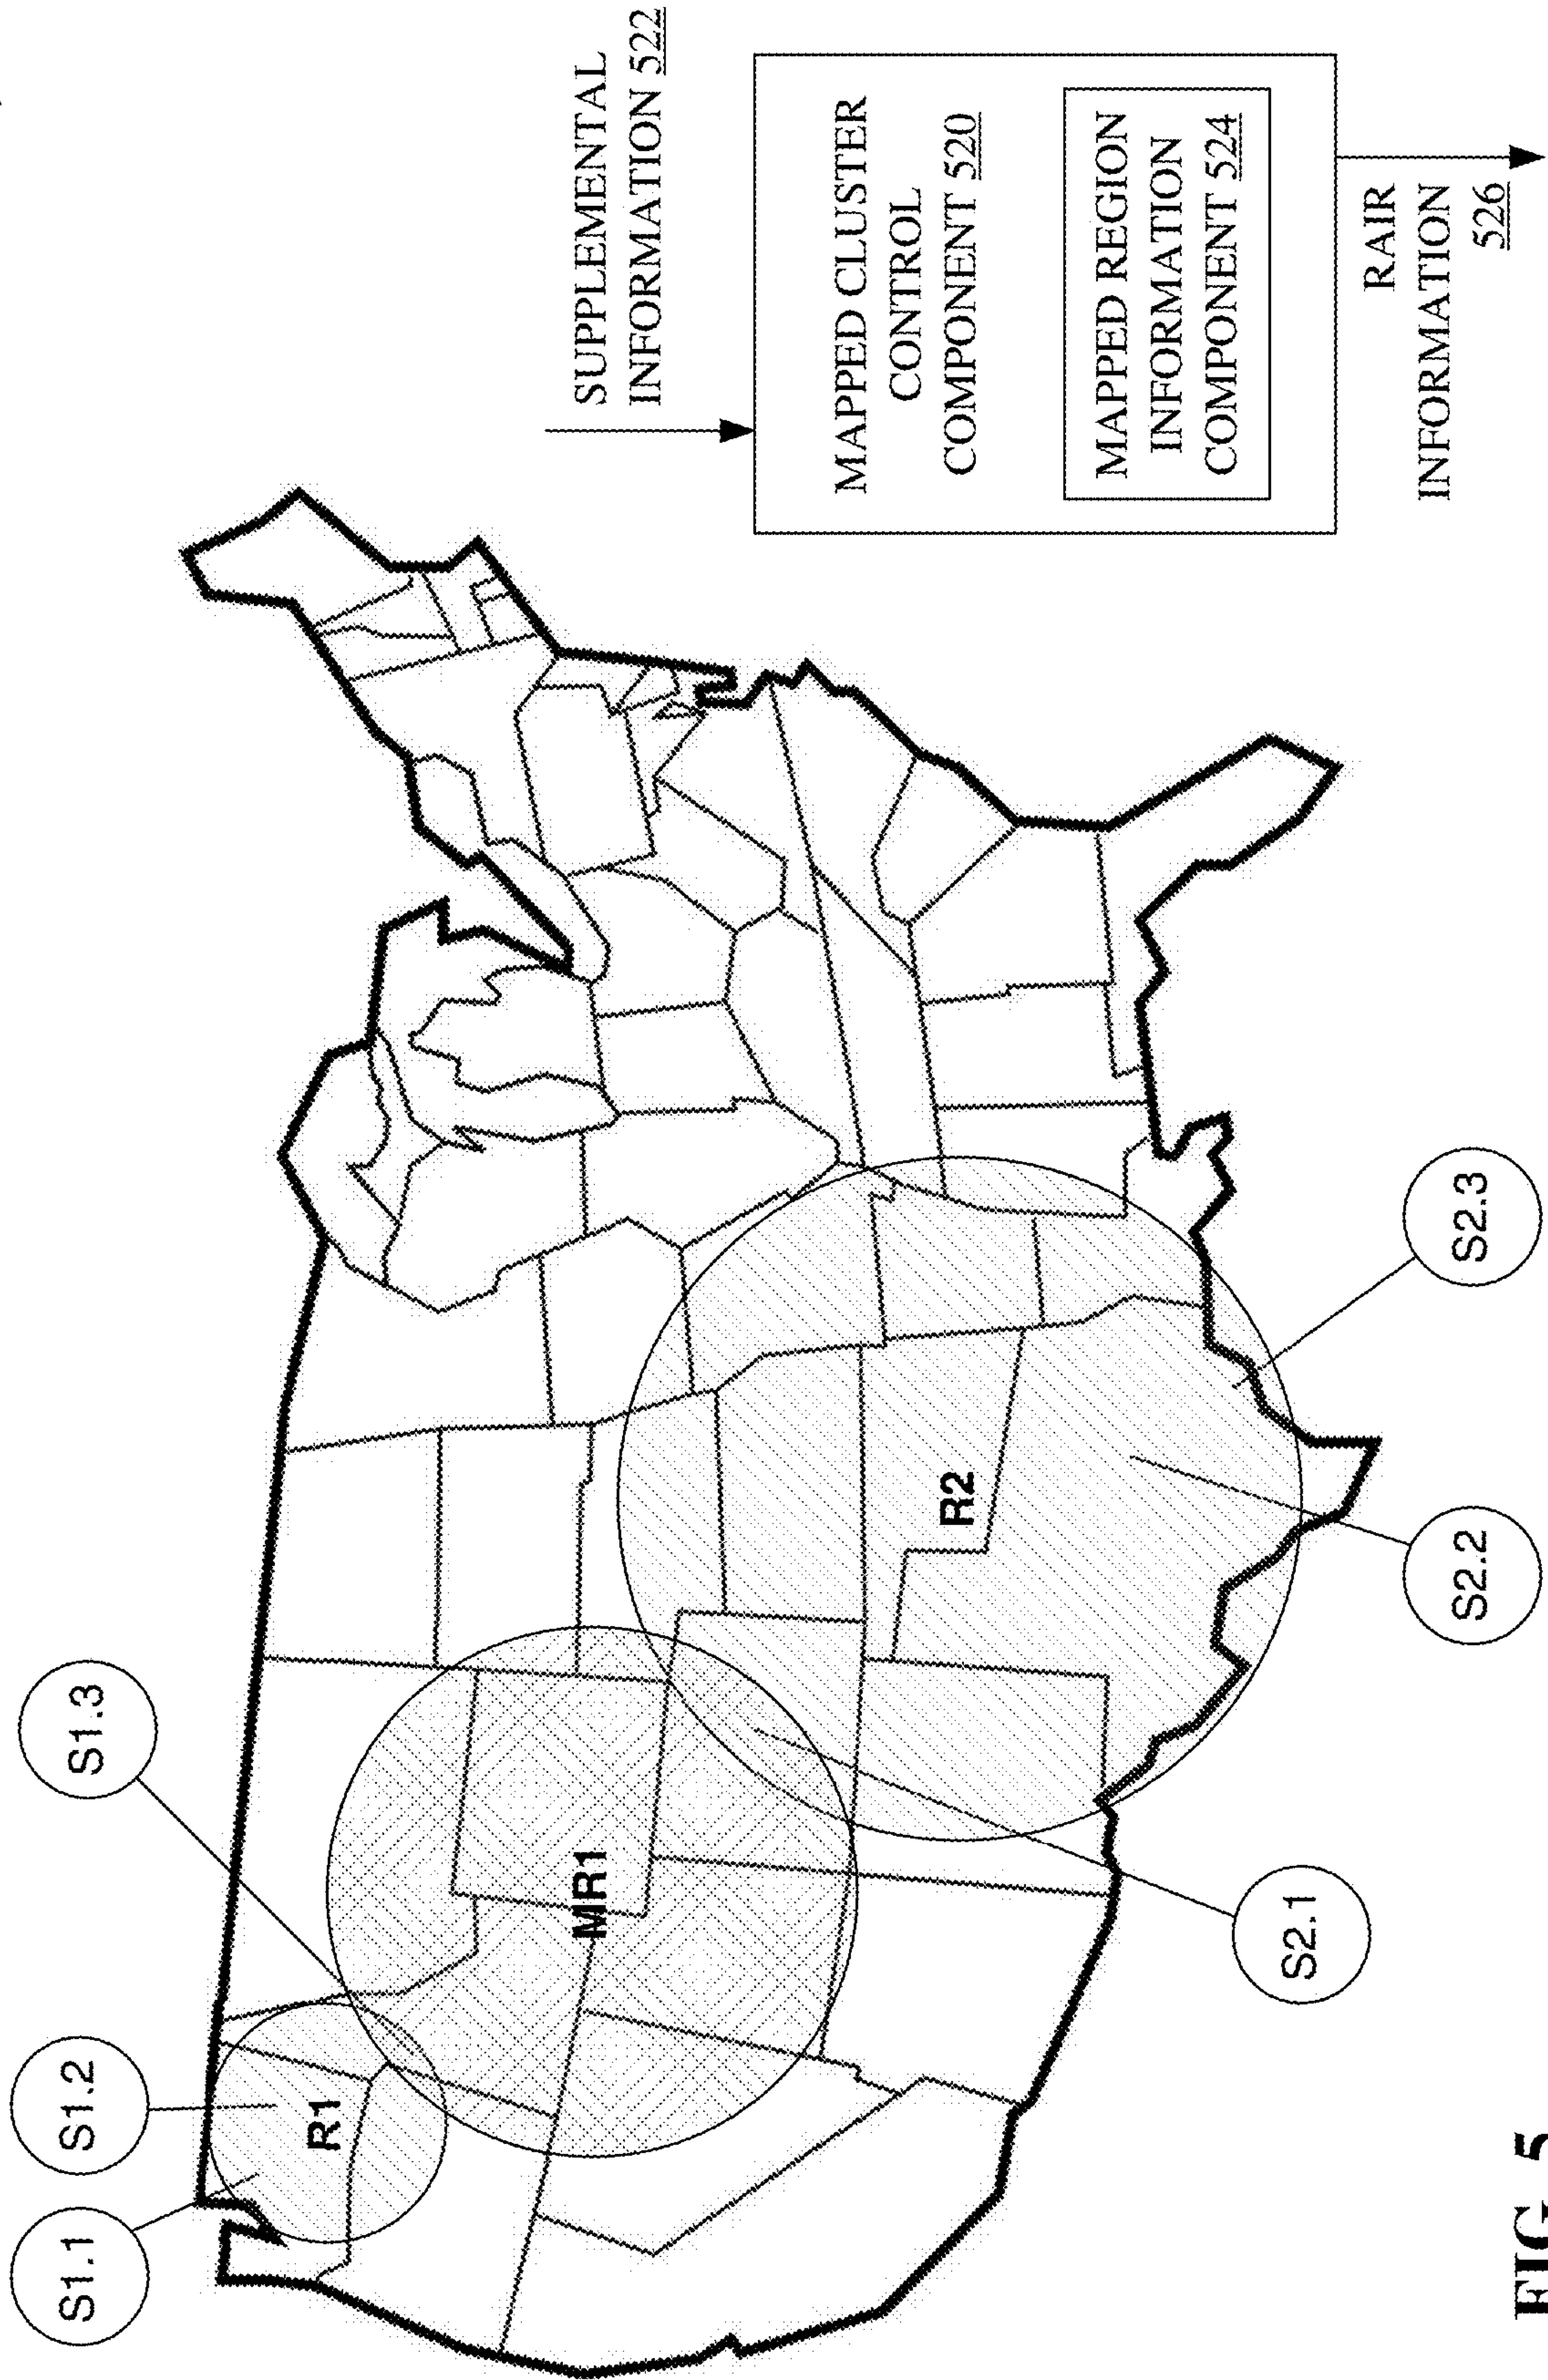 S1.1
S1.2
S1.3
R1
MR1
R2
S2.1
S2.2
S2.3
SUPPLEMENTAL
INFORMATION 522
MAPPED CLUSTER
CONTROL
COMPONENT 520
MAPPED REGION
INFORMATION
COMPONENT 524
RAIR
INFORMATION
526
FIG. 5